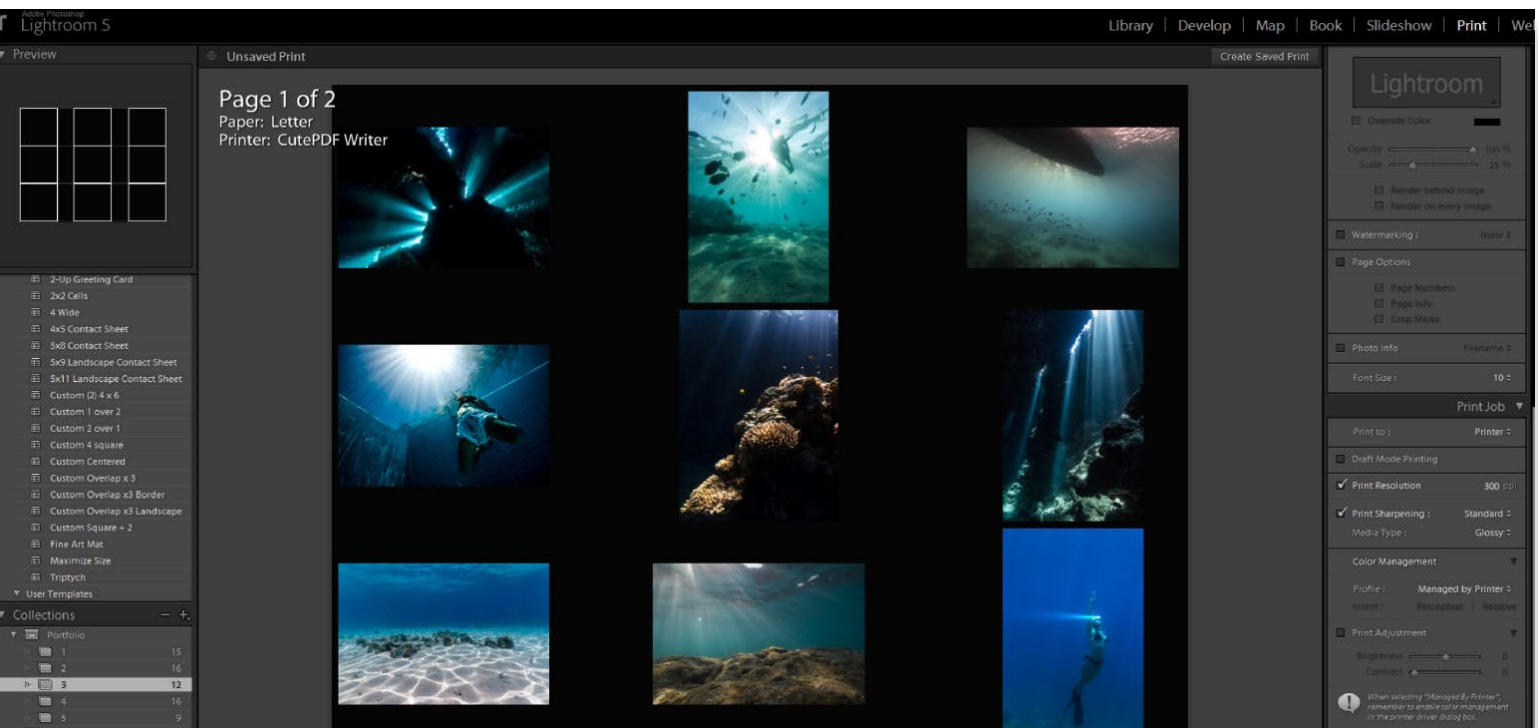 Adobe Photoshop
Lightroom 5
Library | Develop | Map | Book | Slideshow | Print |
Preview
Unsaved Print
Create Saved Print
Page 1 of 2
Paper: Letter
Printer: CutePDF Writer
2-Up Greeting Card
2x2 Cells
4 Wide
4x5 Contact Sheet
5x8 Contact Sheet
5x9 Landscape Contact Sheet
5x11 Landscape Contact Sheet
Custom (2) 4 x 6
Custom 1 over 2
Custom 2 over 1
Custom 4 square
Custom Centered
Custom Overlap x 3
Custom Overlap x3 Border
Custom Overlap x3 Landscape
Custom Square + 2
Fine Art Mat
Maximize Size
Triptych
User Templates
Collections
Portfolio
1 15
2 16
3 12
4 16
5 9
Lightroom
Override Color
Opacity 100 %
Scale 25 %
Render behind image
Render on every image
Watermarking : None
Page Options
Page Numbers
Page Info
Crop Marks
Photo Info Filename
Font Size : 10
Print Job
Print to : Printer
Draft Mode Printing
Print Resolution 300 ppi
Print Sharpening : Standard
Media Type : Glossy
Color Management
Profile : Managed by Printer
Intent : Perceptual | Relative
Print Adjustment
Brightness 0
Contrast 0
When selecting "Managed By Printer",
remember to enable color management
in the printer driver dialog box.